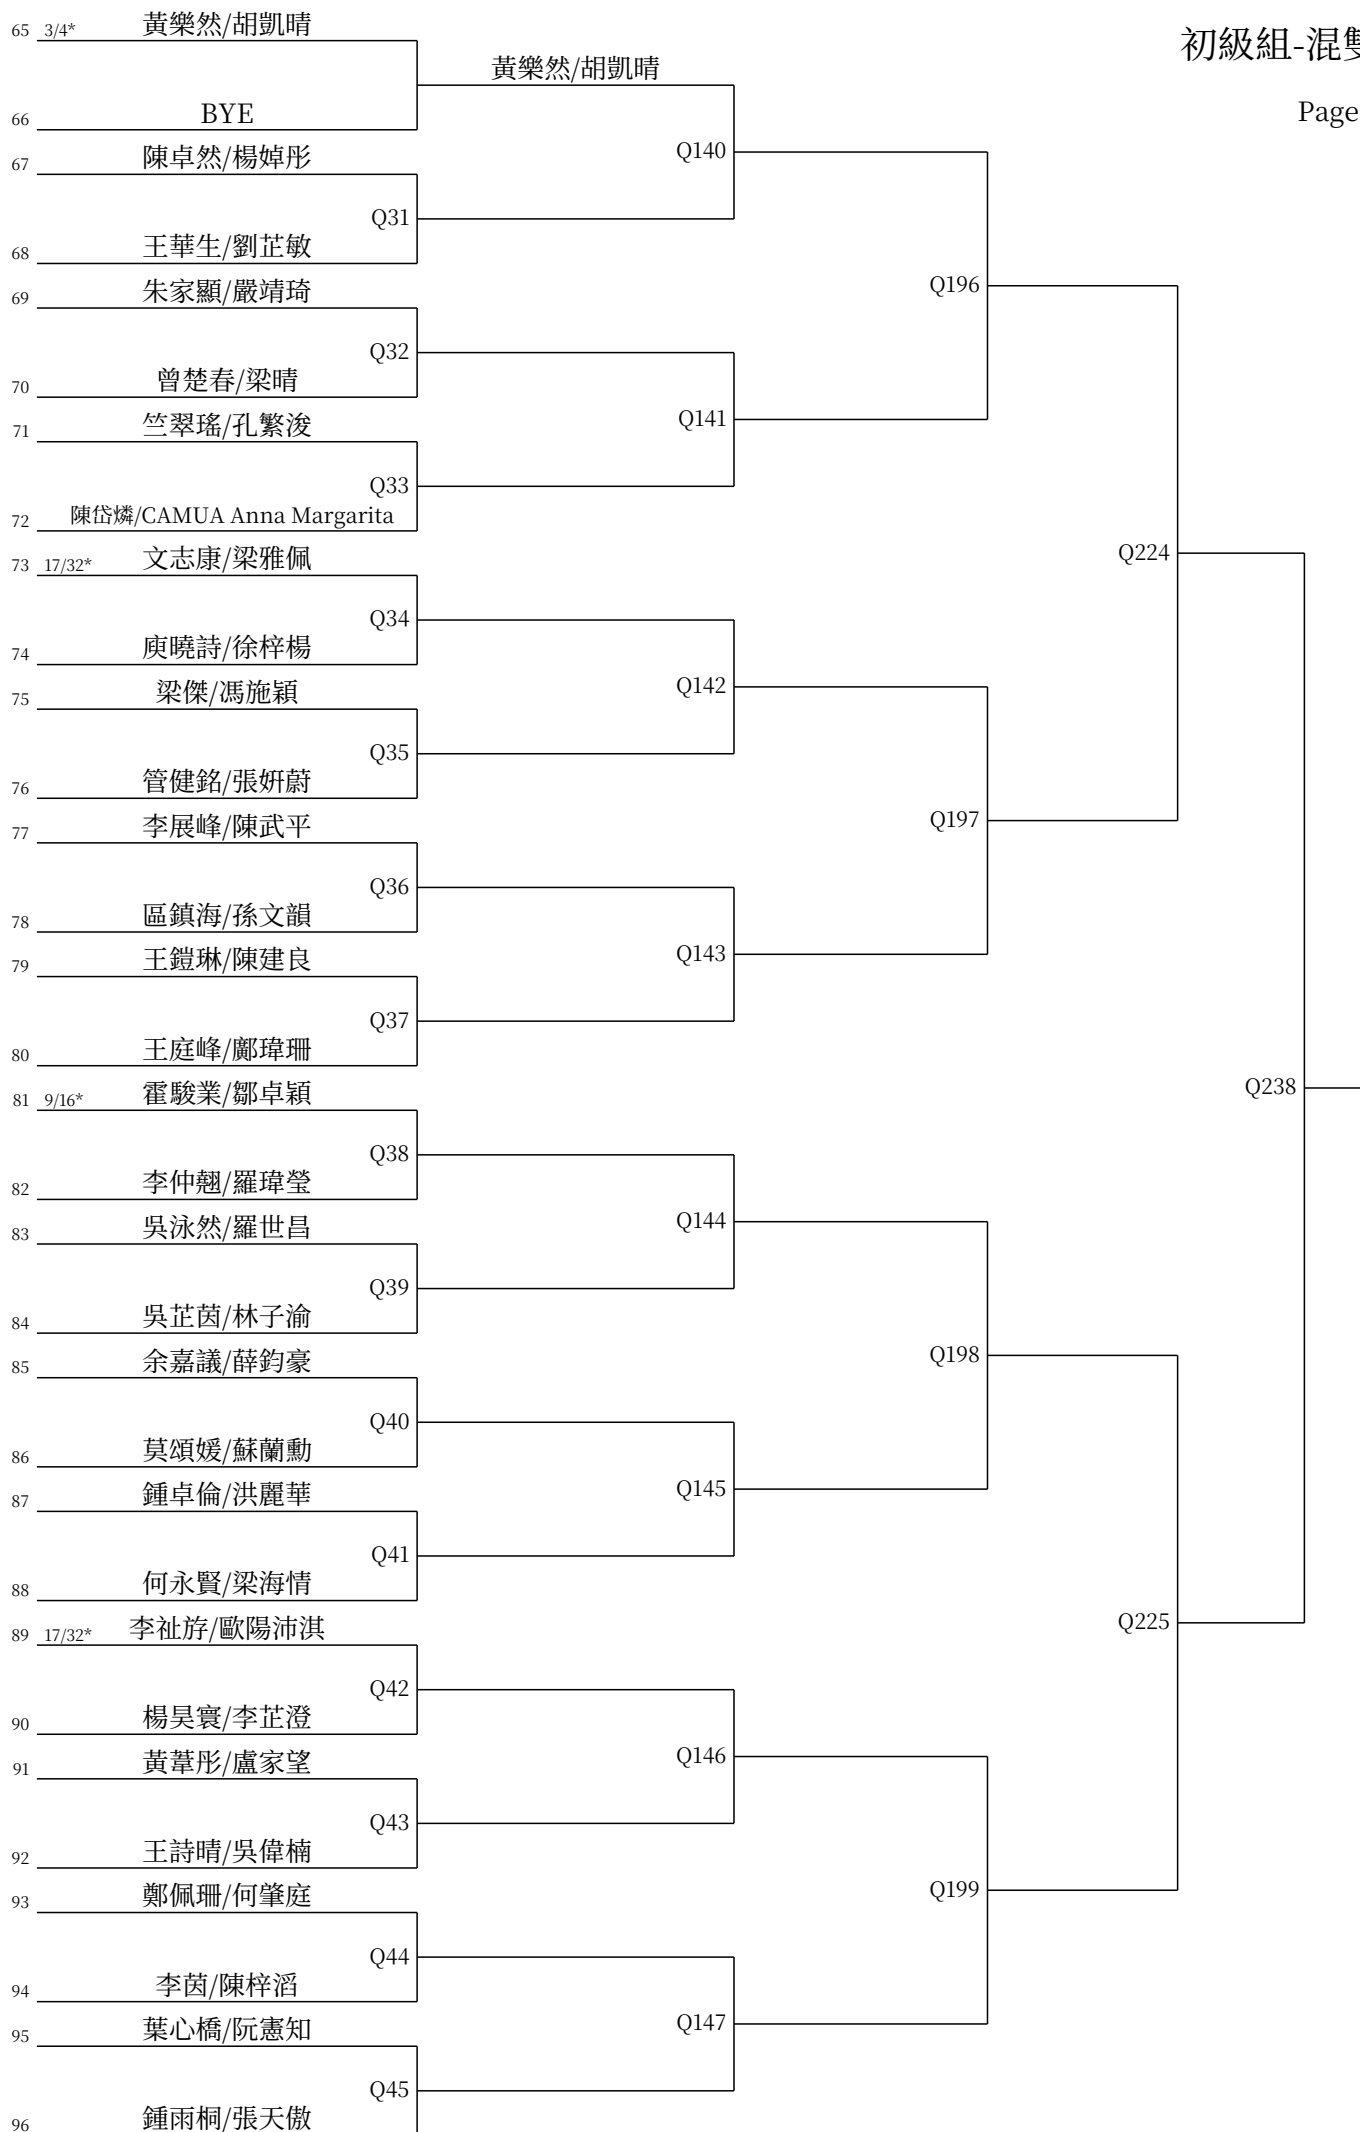 初級組-混雙
Page
65 3/4* 黃樂然/胡凱晴
黃樂然/胡凱晴
66 BYE
Q140
67 陳卓然/楊婥彤
Q31
68 王華生/劉芷敏
Q196
69 朱家顯/嚴靖琦
Q32
70 曾楚春/梁晴
Q141
71 竺翠瑤/孔繁浚
Q33
72 陳岱燐/CAMUA Anna Margarita
Q224
73 17/32* 文志康/梁雅佩
Q34
74 庾曉詩/徐梓楊
Q142
75 梁傑/馮施穎
Q35
76 管健銘/張妍蔚
Q197
77 李展峰/陳武平
Q36
78 區鎮海/孫文韻
Q143
79 王鎧琳/陳建良
Q37
80 王庭峰/鄺瑋珊
Q238
81 9/16* 霍駿業/鄒卓穎
Q38
82 李仲翹/羅瑋瑩
Q144
83 吳泳然/羅世昌
Q39
84 吳芷茵/林子渝
Q198
85 余嘉議/薛鈞豪
Q40
86 莫頌媛/蘇蘭勳
Q145
87 鍾卓倫/洪麗華
Q41
88 何永賢/梁海情
Q225
89 17/32* 李祉斿/歐陽沛淇
Q42
90 楊昊寰/李芷澄
Q146
91 黃葦彤/盧家望
Q43
92 王詩晴/吳偉楠
Q199
93 鄭佩珊/何肇庭
Q44
94 李茵/陳梓滔
Q147
95 葉心橋/阮憲知
Q45
96 鍾雨桐/張天傲